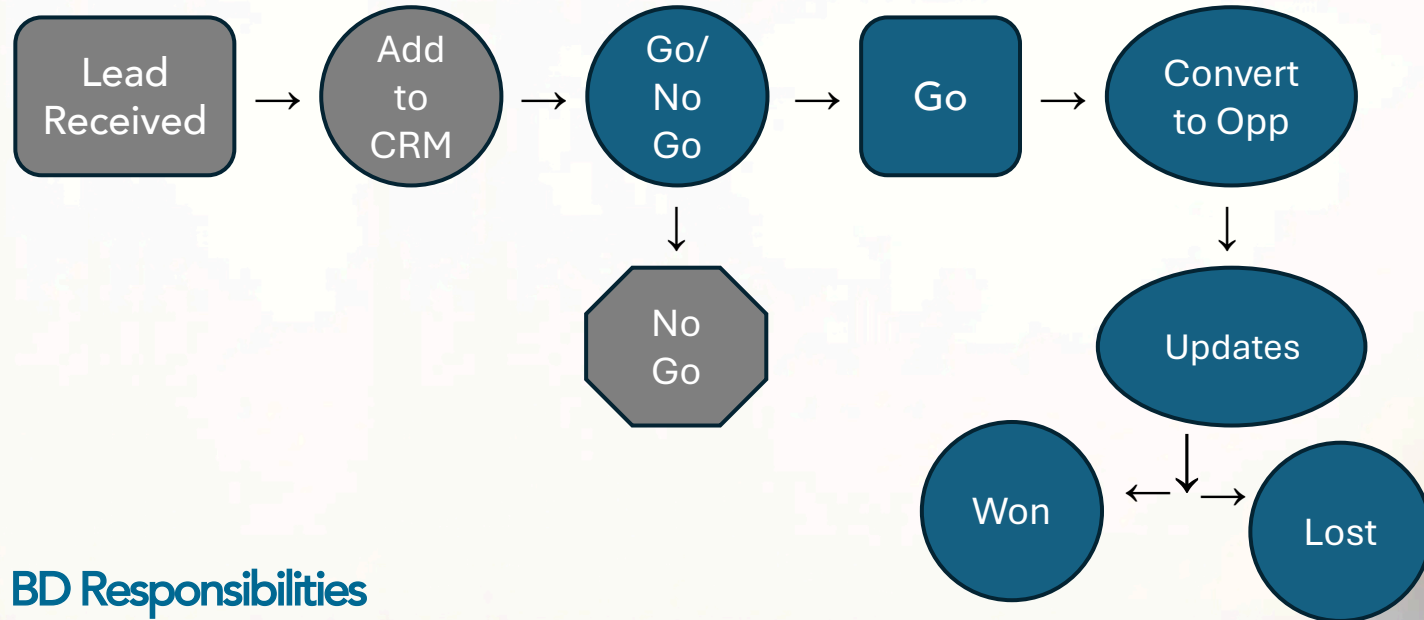 Lead
Received
Add
to
CRM
Go/
No
Go
Go
Convert
to Opp
No
Go
Updates
Won
Lost
BD Responsibilities